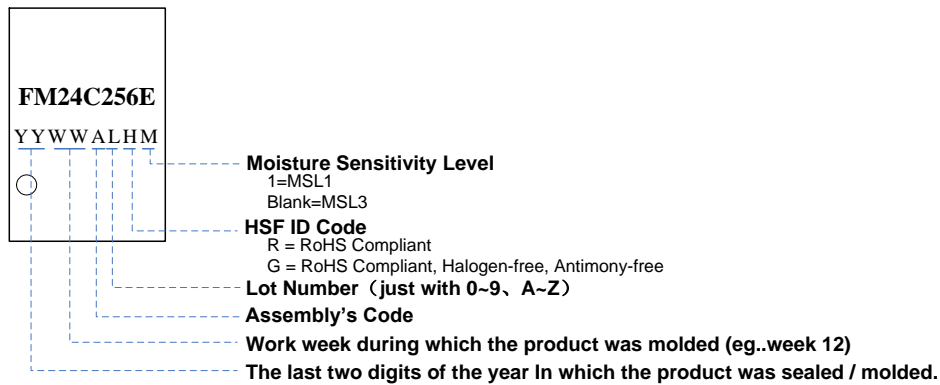 FM24C256E
YYWWALHM
Moisture Sensitivity Level
1=MSL1
Blank=MSL3
HSF ID Code
R = RoHS Compliant
G = RoHS Compliant, Halogen-free, Antimony-free
Lot Number（just with 0~9、A~Z）
Assembly's Code
Work week during which the product was molded (eg..week 12)
The last two digits of the year In which the product was sealed / molded.